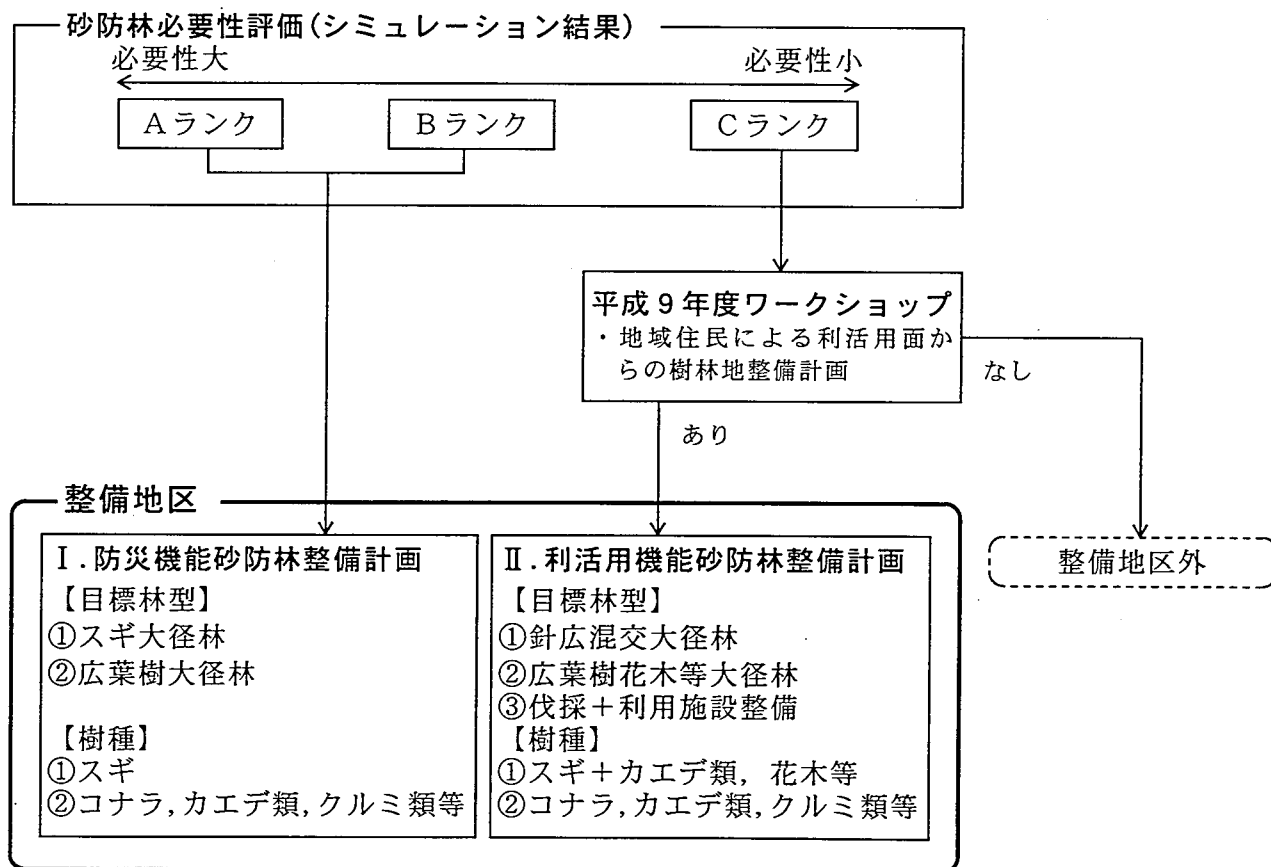 砂防林必要性評価(シミュレーション結果)
必要性大
必要性小
Aランク
Bランク
Cランク
平成9年度ワークショップ
・地域住民による利活用面か
らの樹林地整備計画
なし
あり
整備地区
Ⅰ.防災機能砂防林整備計画
【目標林型】
①スギ大径林
②広葉樹大径林
【樹種】
①スギ
②コナラ,カエデ類,クルミ類等
Ⅱ.利活用機能砂防林整備計画
【目標林型】
①針広混交大径林
②広葉樹花木等大径林
③伐採+利用施設整備
【樹種】
①スギ+カエデ類,花木等
②コナラ,カエデ類,クルミ類等
整備地区外